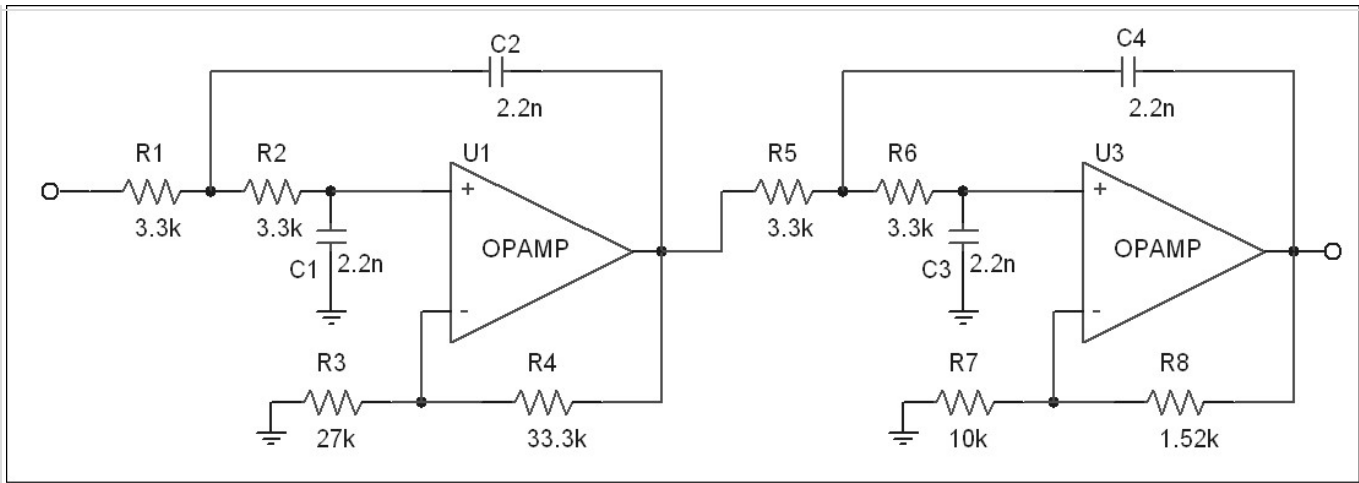 C2
2.2n
C4
2.2n
R1
3.3k
R2
3.3k
U1
+
OPAMP
-
C1
2.2n
R3
27k
R4
33.3k
R5
3.3k
R6
3.3k
U3
+
OPAMP
-
C3
2.2n
R7
10k
R8
1.52k